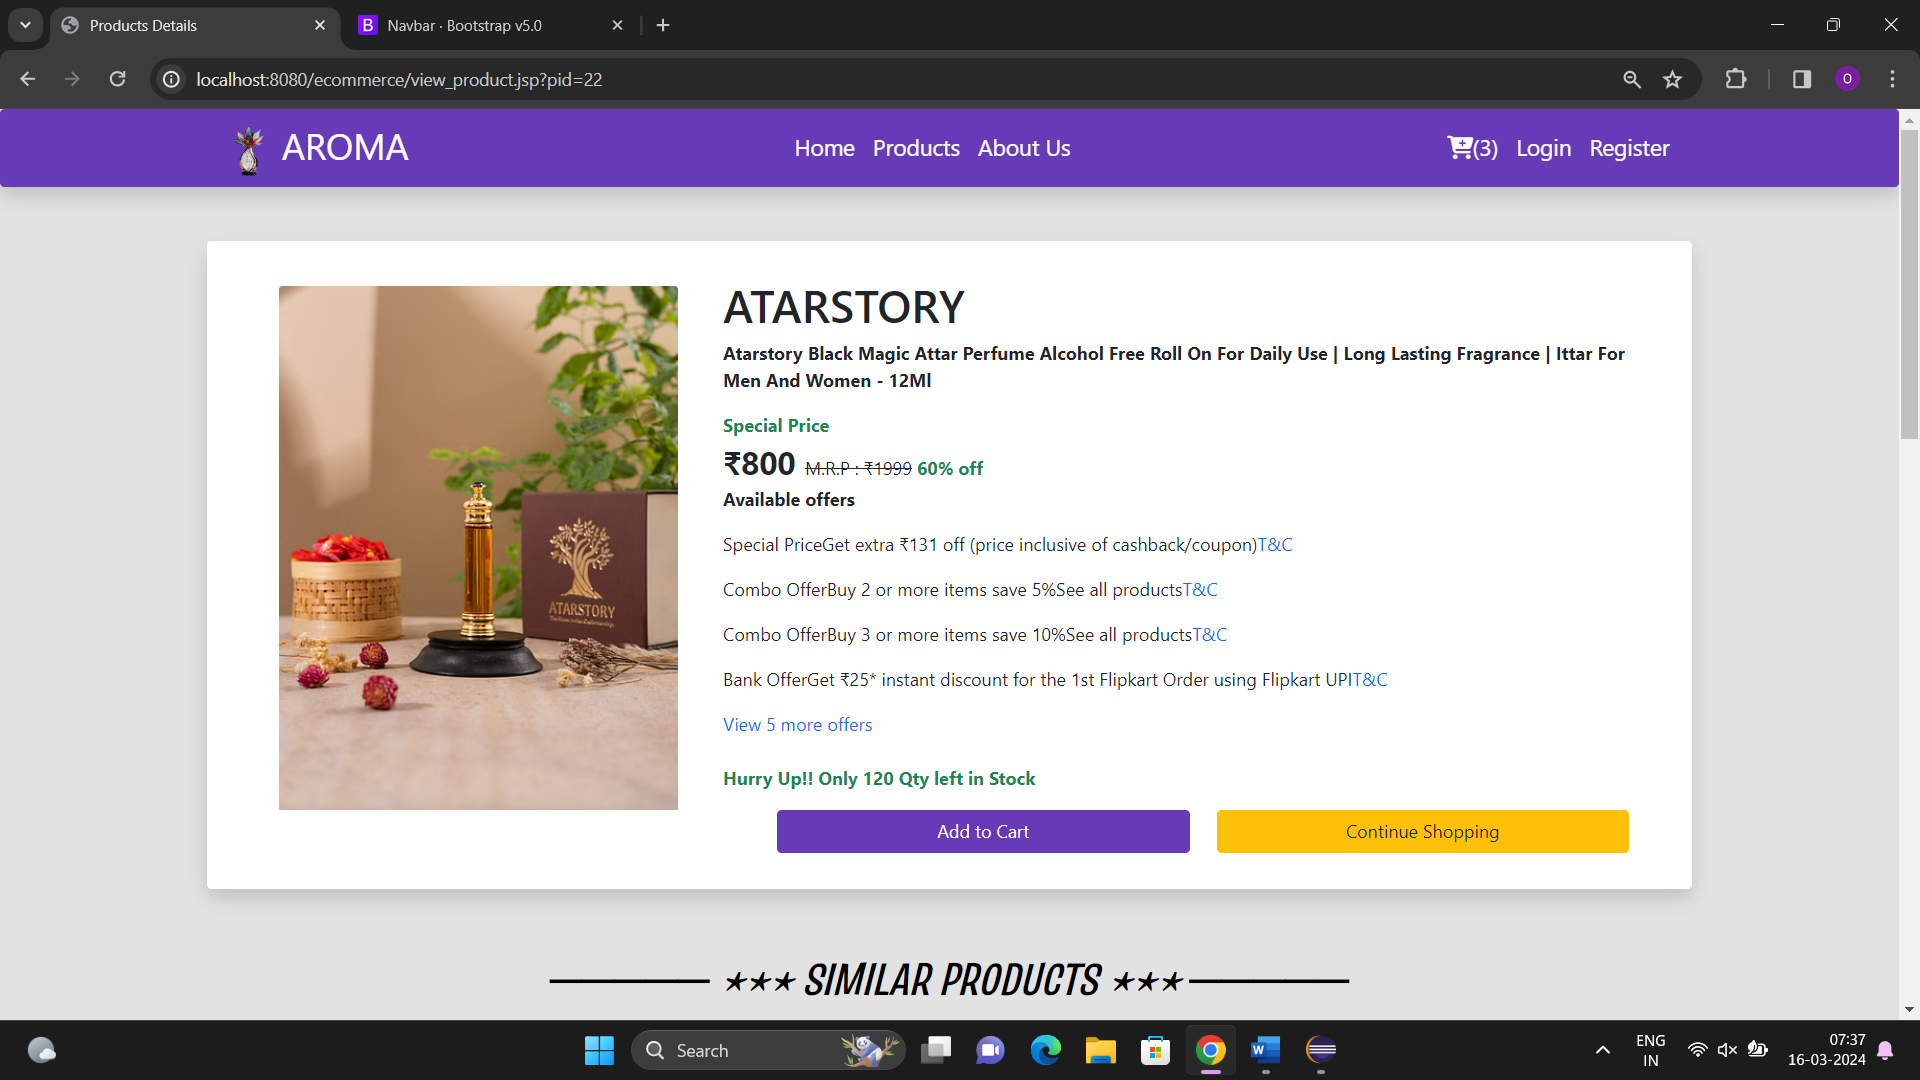 Products Details
Navbar · Bootstrap v5.0
localhost:8080/ecommerce/view_product.jsp?pid=22
O
AROMA
Home Products About Us
(3) Login Register
ATARSTORY
Atarstory Black Magic Attar Perfume Alcohol Free Roll On For Daily Use | Long Lasting Fragrance | Ittar For
Men And Women - 12Ml
Special Price
₹800 M.R.P : ₹1999 60% off
Available offers
Special PriceGet extra ₹131 off (price inclusive of cashback/coupon)T&C
Combo OfferBuy 2 or more items save 5%See all productsT&C
Combo OfferBuy 3 or more items save 10%See all productsT&C
Bank OfferGet ₹25* instant discount for the 1st Flipkart Order using Flipkart UPIT&C
View 5 more offers
Hurry Up!! Only 120 Qty left in Stock
Add to Cart
Continue Shopping
ATARSTORY
★★★ SIMILAR PRODUCTS ★★★
Search
ENG
IN
07:37
16-03-2024